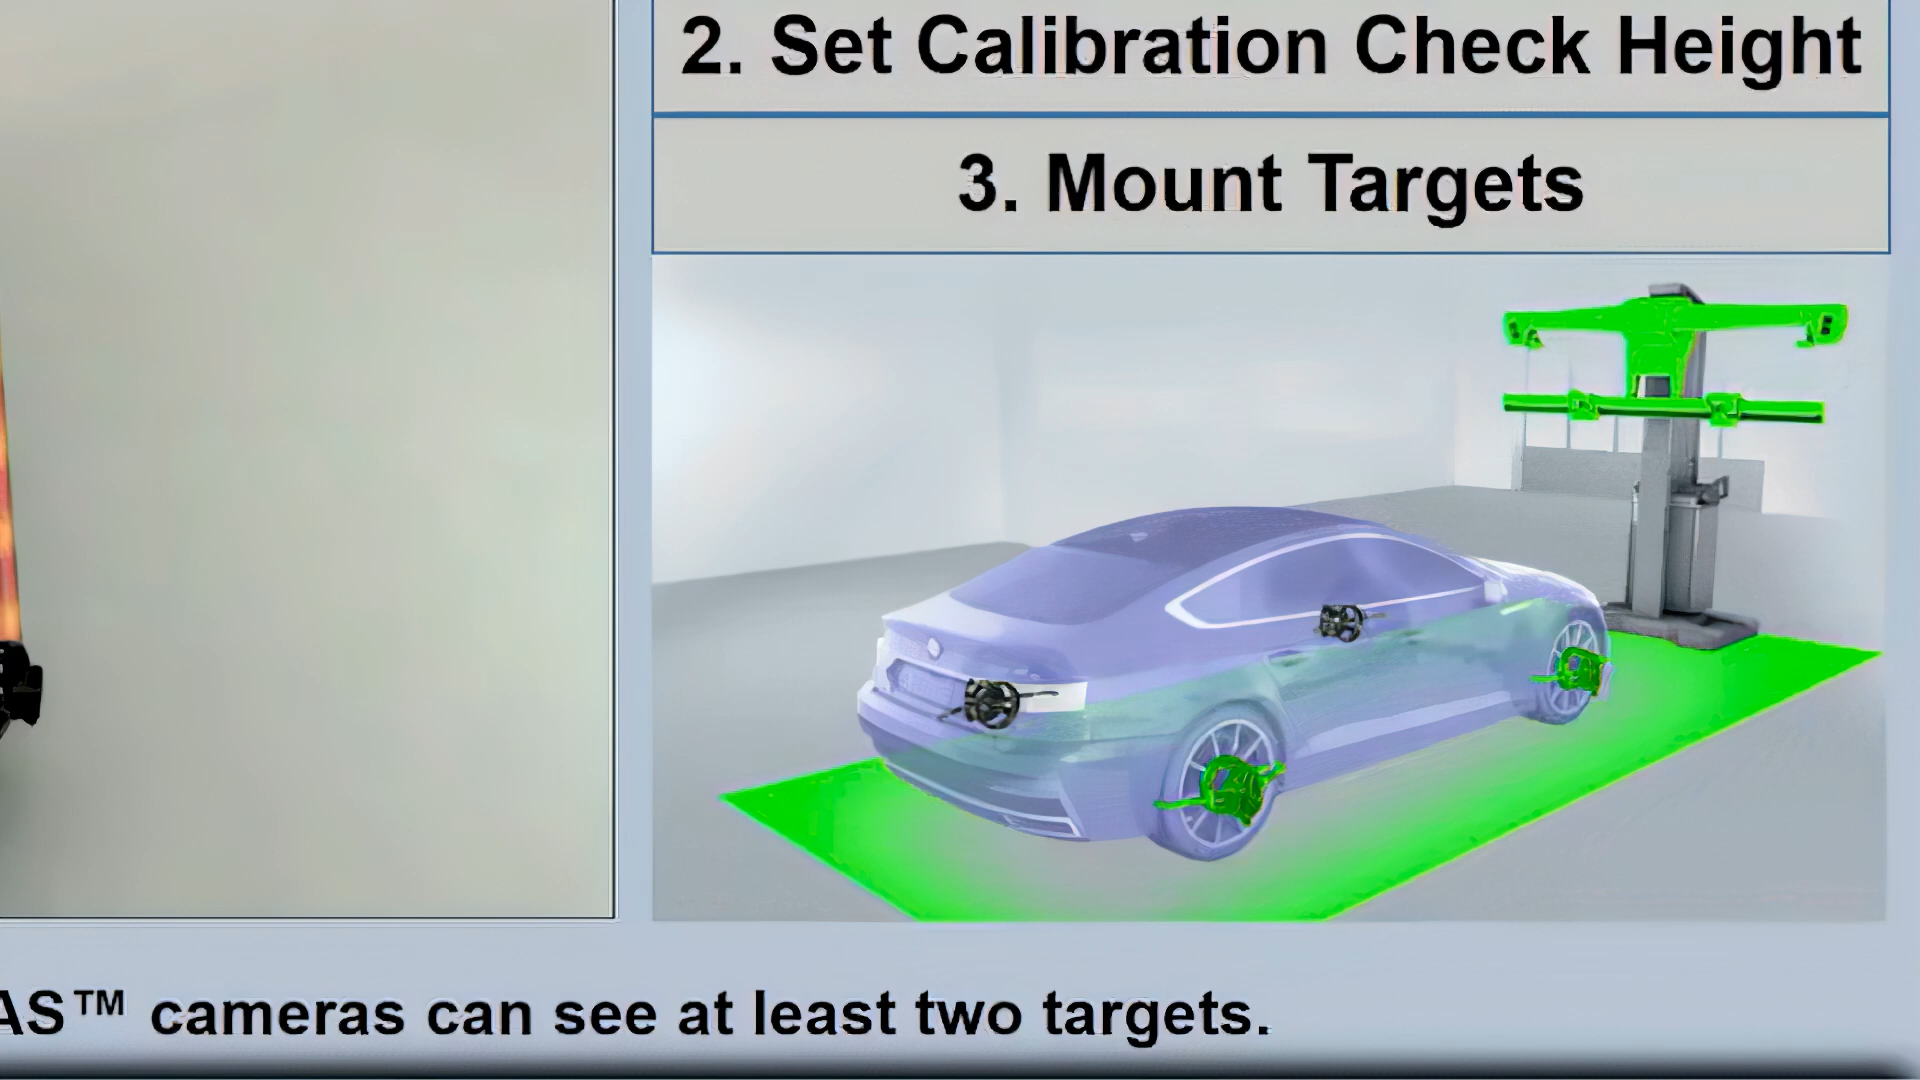 2. Set Calibration Check Height
3. Mount Targets
AS™ cameras can see at least two targets.